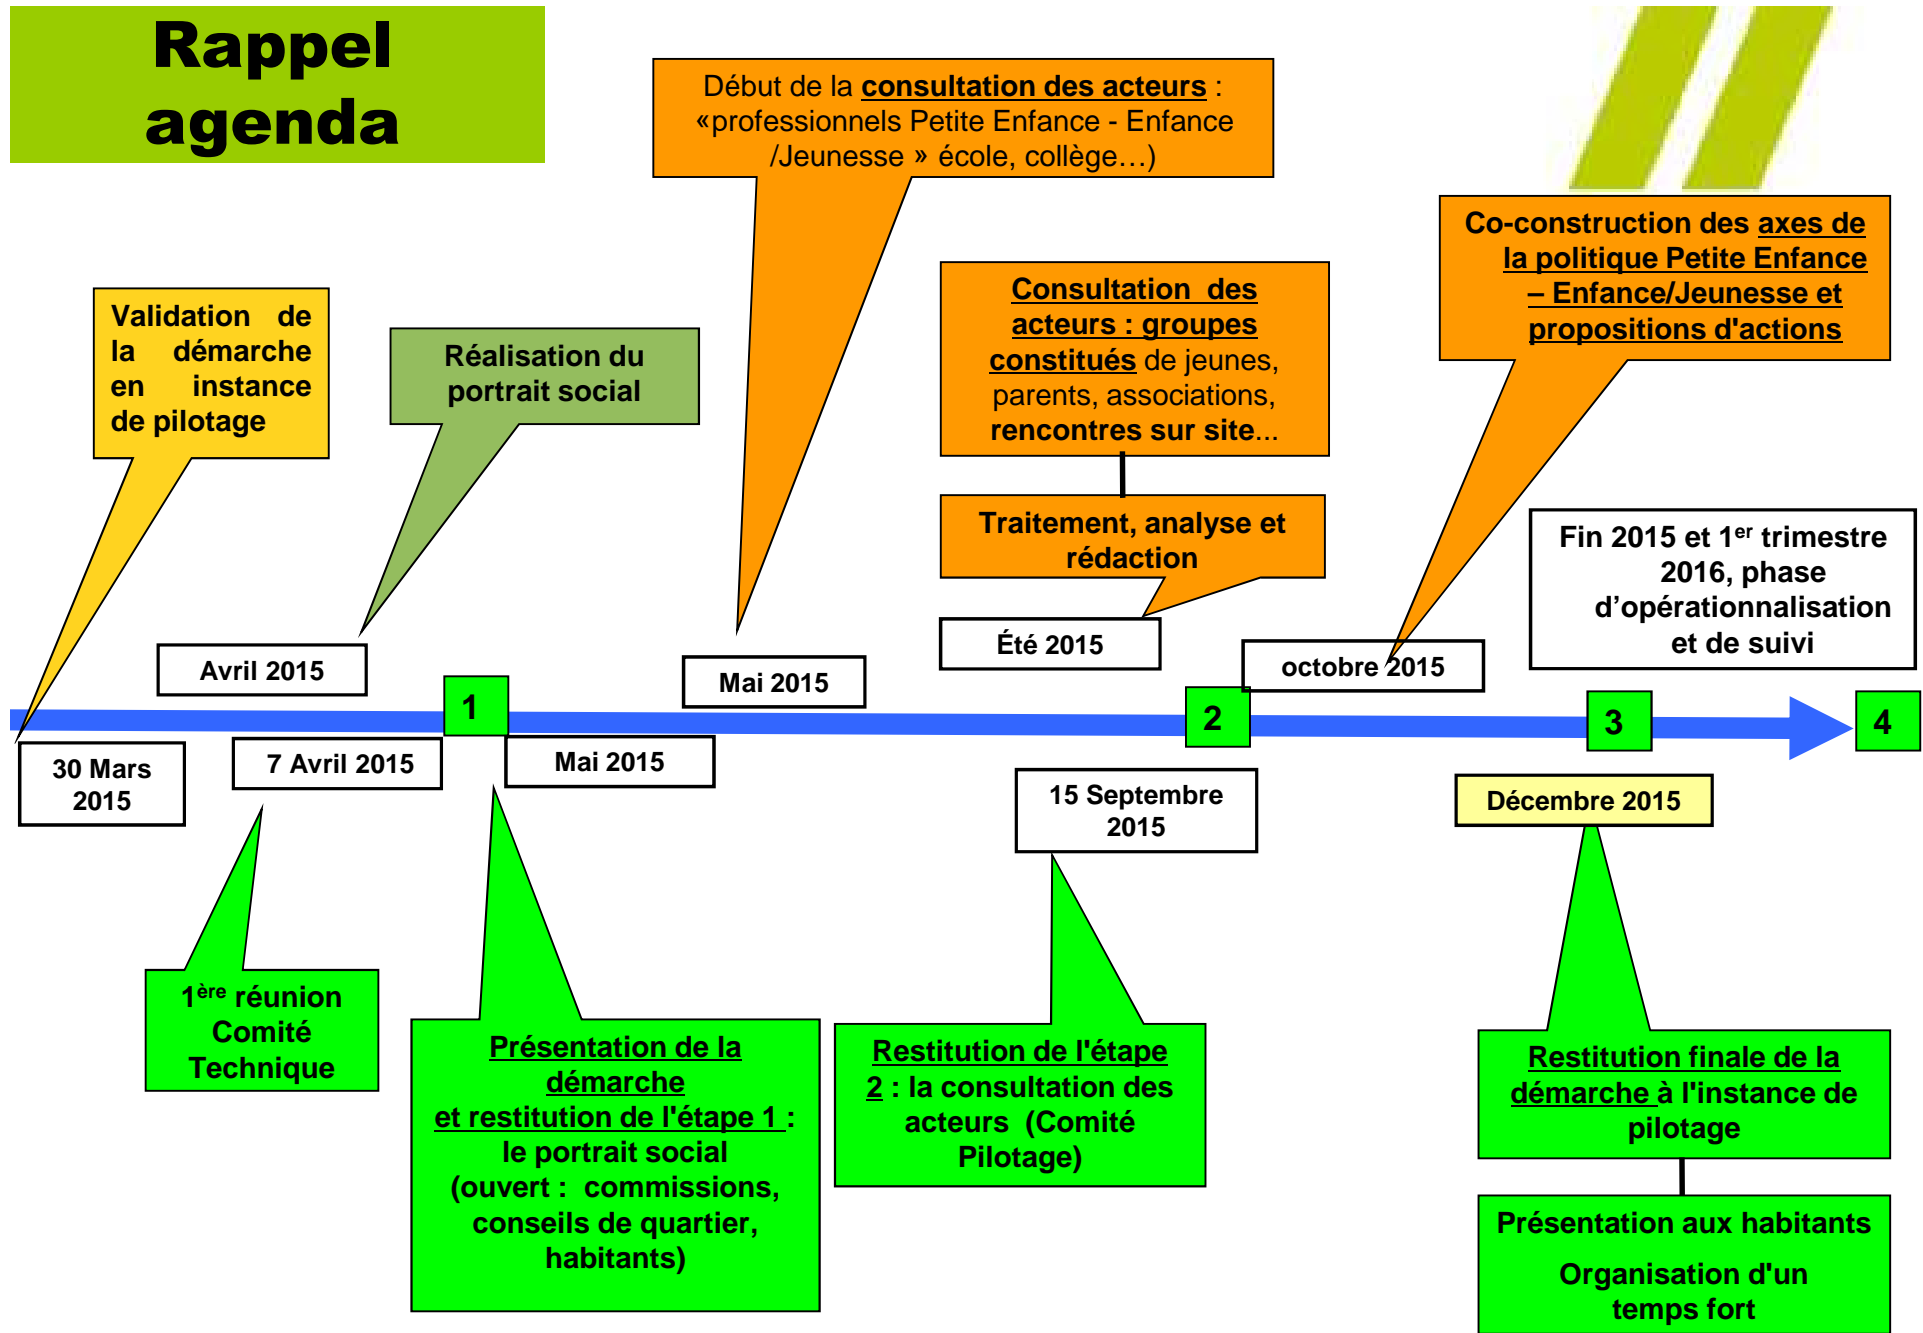 Rappel
agenda
Début de la consultation des acteurs :
«professionnels Petite Enfance - Enfance
/Jeunesse » école, collège…)
Co-construction des axes de
la politique Petite Enfance
– Enfance/Jeunesse et
propositions d'actions
Validation de
la démarche
en instance
de pilotage
Réalisation du
portrait social
Consultation des
acteurs : groupes
constitués de jeunes,
parents, associations,
rencontres sur site...
Traitement, analyse et
rédaction
Fin 2015 et 1er trimestre
2016, phase
d’opérationnalisation
et de suivi
Avril 2015
Mai 2015
Été 2015
octobre 2015
1
2
3
4
30 Mars
2015
7 Avril 2015
Mai 2015
15 Septembre
2015
Décembre 2015
1ère réunion
Comité
Technique
Présentation de la
démarche
et restitution de l'étape 1 :
le portrait social
(ouvert : commissions,
conseils de quartier,
habitants)
Restitution de l'étape
2 : la consultation des
acteurs (Comité
Pilotage)
Restitution finale de la
démarche à l'instance de
pilotage
Présentation aux habitants
Organisation d'un
temps fort